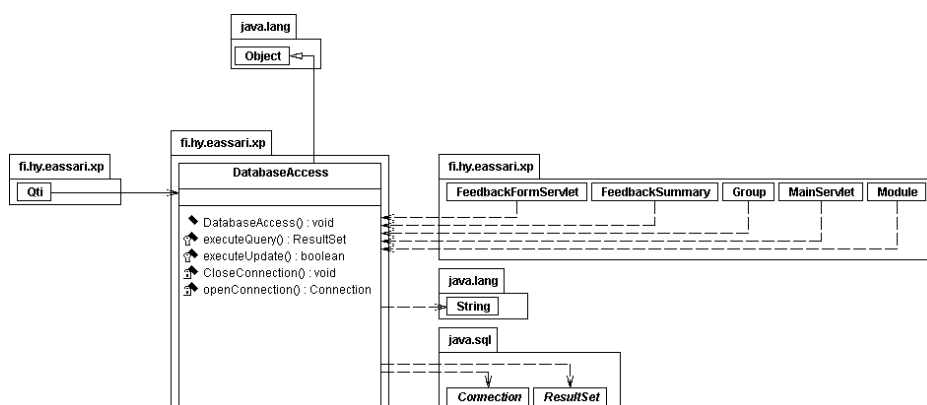 java.lang
Object
fi.hy.eassari.xp
DatabaseAccess
DatabaseAccess() : void
executeQuery() : ResultSet
executeUpdate() : boolean
CloseConnection() : void
openConnection() : Connection
fi.hy.eassari.xp
Qti
fi.hy.eassari.xp
FeedbackFormServlet FeedbackSummary Group MainServlet Module
java.lang
String
java.sql
Connection ResultSet